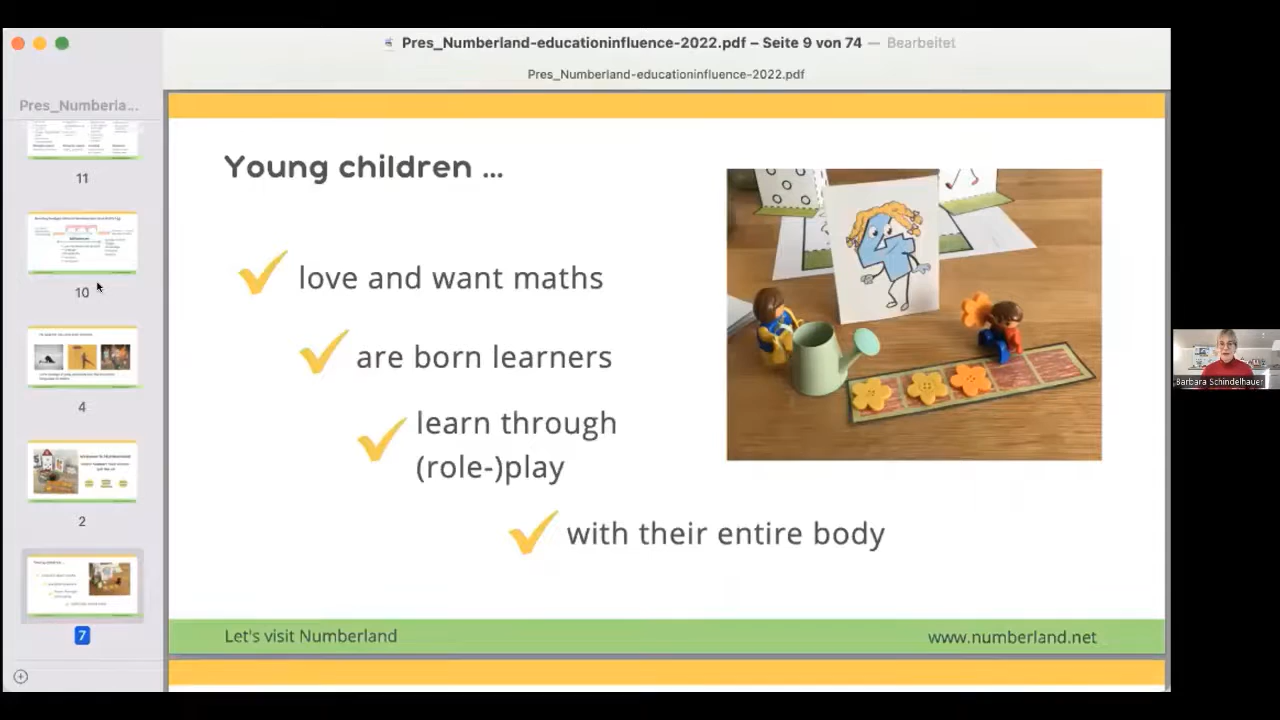 Pres_Numberland-educationinfluence-2022.pdf – Seite 9 von 74 — Bearbeitet
Pres_Numberland-educationinfluence-2022.pdf
Pres_Numberla...
11
10
4
2
7
Young children ...
love and want maths
are born learners
learn through
(role-)play
with their entire body
Let's visit Numberland
www.numberland.net
Barbara Schindelhauer